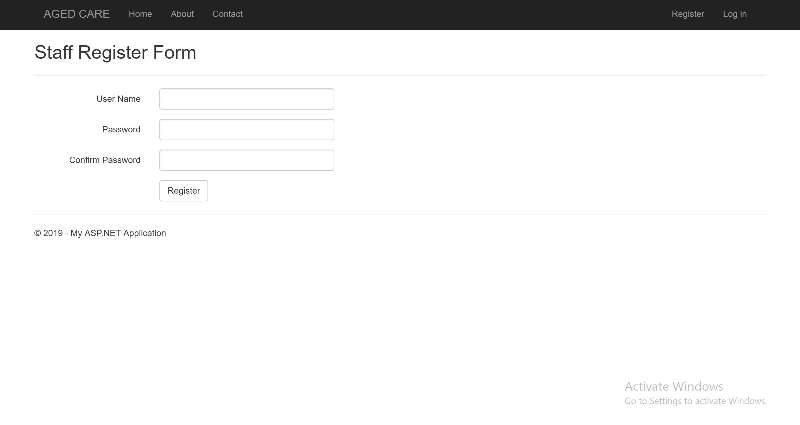 AGED CARE Home About Contact Register Log in
Staff Register Form
User Name
Password
Confirm Password
Register
© 2019 - My ASP.NET Application
Activate Windows
Go to Settings to activate Windows.